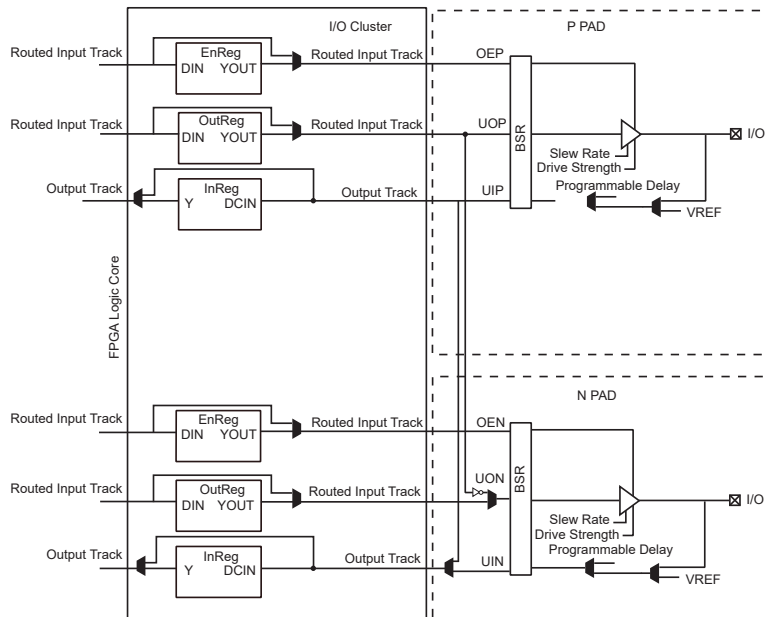 I/O Cluster
P PAD
Routed Input Track
EnReg
DIN YOUT
Routed Input Track
OEP
Routed Input Track
OutReg
DIN YOUT
Routed Input Track
UOP
BSR
I/O
Slew Rate
Drive Strength
Output Track
InReg
Y DCIN
Output Track
UIP
Programmable Delay
VREF
FPGA Logic Core
N PAD
Routed Input Track
EnReg
DIN YOUT
Routed Input Track
OEN
Routed Input Track
OutReg
DIN YOUT
Routed Input Track
UON
BSR
I/O
Slew Rate
Drive Strength
Output Track
InReg
Y DCIN
Output Track
UIN
Programmable Delay
VREF